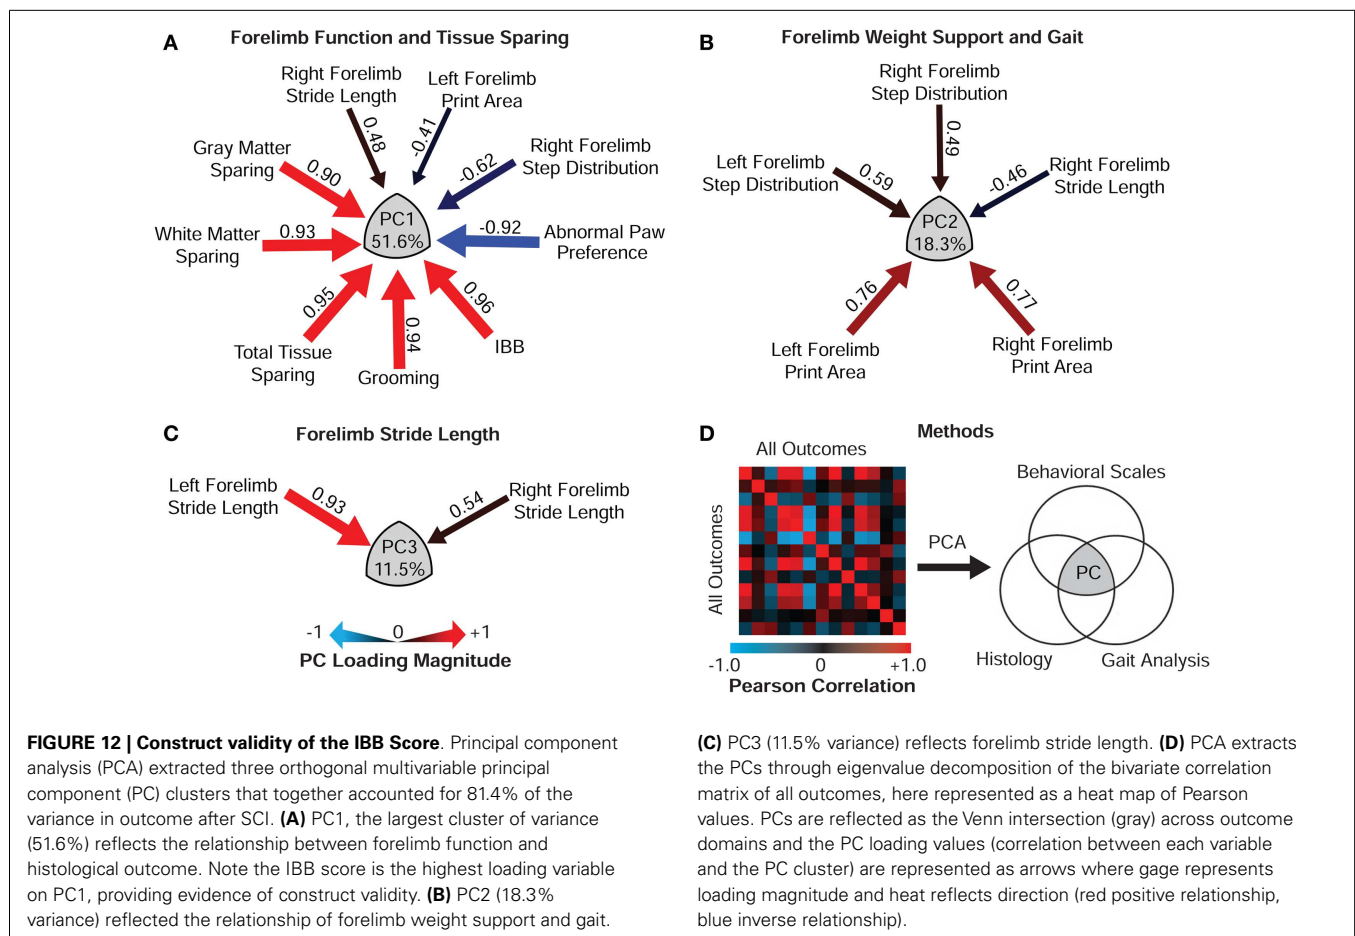 A
Forelimb Function and Tissue Sparing
Right Forelimb
Stride Length
Left Forelimb
Print Area
0.48
-0.41
Gray Matter
Sparing
0.90
Right Forelimb
Step Distribution
-0.62
White Matter
Sparing
0.93
PC1
51.6%
-0.92
Abnormal Paw
Preference
0.95
0.94
0.96
Total Tissue
Sparing
Grooming
IBB
B
Forelimb Weight Support and Gait
Right Forelimb
Step Distribution
0.49
Left Forelimb
Step Distribution
0.59
-0.46
Right Forelimb
Stride Length
PC2
18.3%
0.76
0.77
Left Forelimb
Print Area
Right Forelimb
Print Area
C
Forelimb Stride Length
Left Forelimb
Stride Length
0.93
0.54
Right Forelimb
Stride Length
PC3
11.5%
-1
0
+1
PC Loading Magnitude
D
Methods
All Outcomes
All Outcomes
-1.0
0
+1.0
Pearson Correlation
PCA
Behavioral Scales
PC
Histology
Gait Analysis
FIGURE 12 | Construct validity of the IBB Score. Principal component
analysis (PCA) extracted three orthogonal multivariable principal
component (PC) clusters that together accounted for 81.4% of the
variance in outcome after SCI. (A) PC1, the largest cluster of variance
(51.6%) reflects the relationship between forelimb function and
histological outcome. Note the IBB score is the highest loading variable
on PC1, providing evidence of construct validity. (B) PC2 (18.3%
variance) reflected the relationship of forelimb weight support and gait.
(C) PC3 (11.5% variance) reflects forelimb stride length. (D) PCA extracts
the PCs through eigenvalue decomposition of the bivariate correlation
matrix of all outcomes, here represented as a heat map of Pearson
values. PCs are reflected as the Venn intersection (gray) across outcome
domains and the PC loading values (correlation between each variable
and the PC cluster) are represented as arrows where gage represents
loading magnitude and heat reflects direction (red positive relationship,
blue inverse relationship).